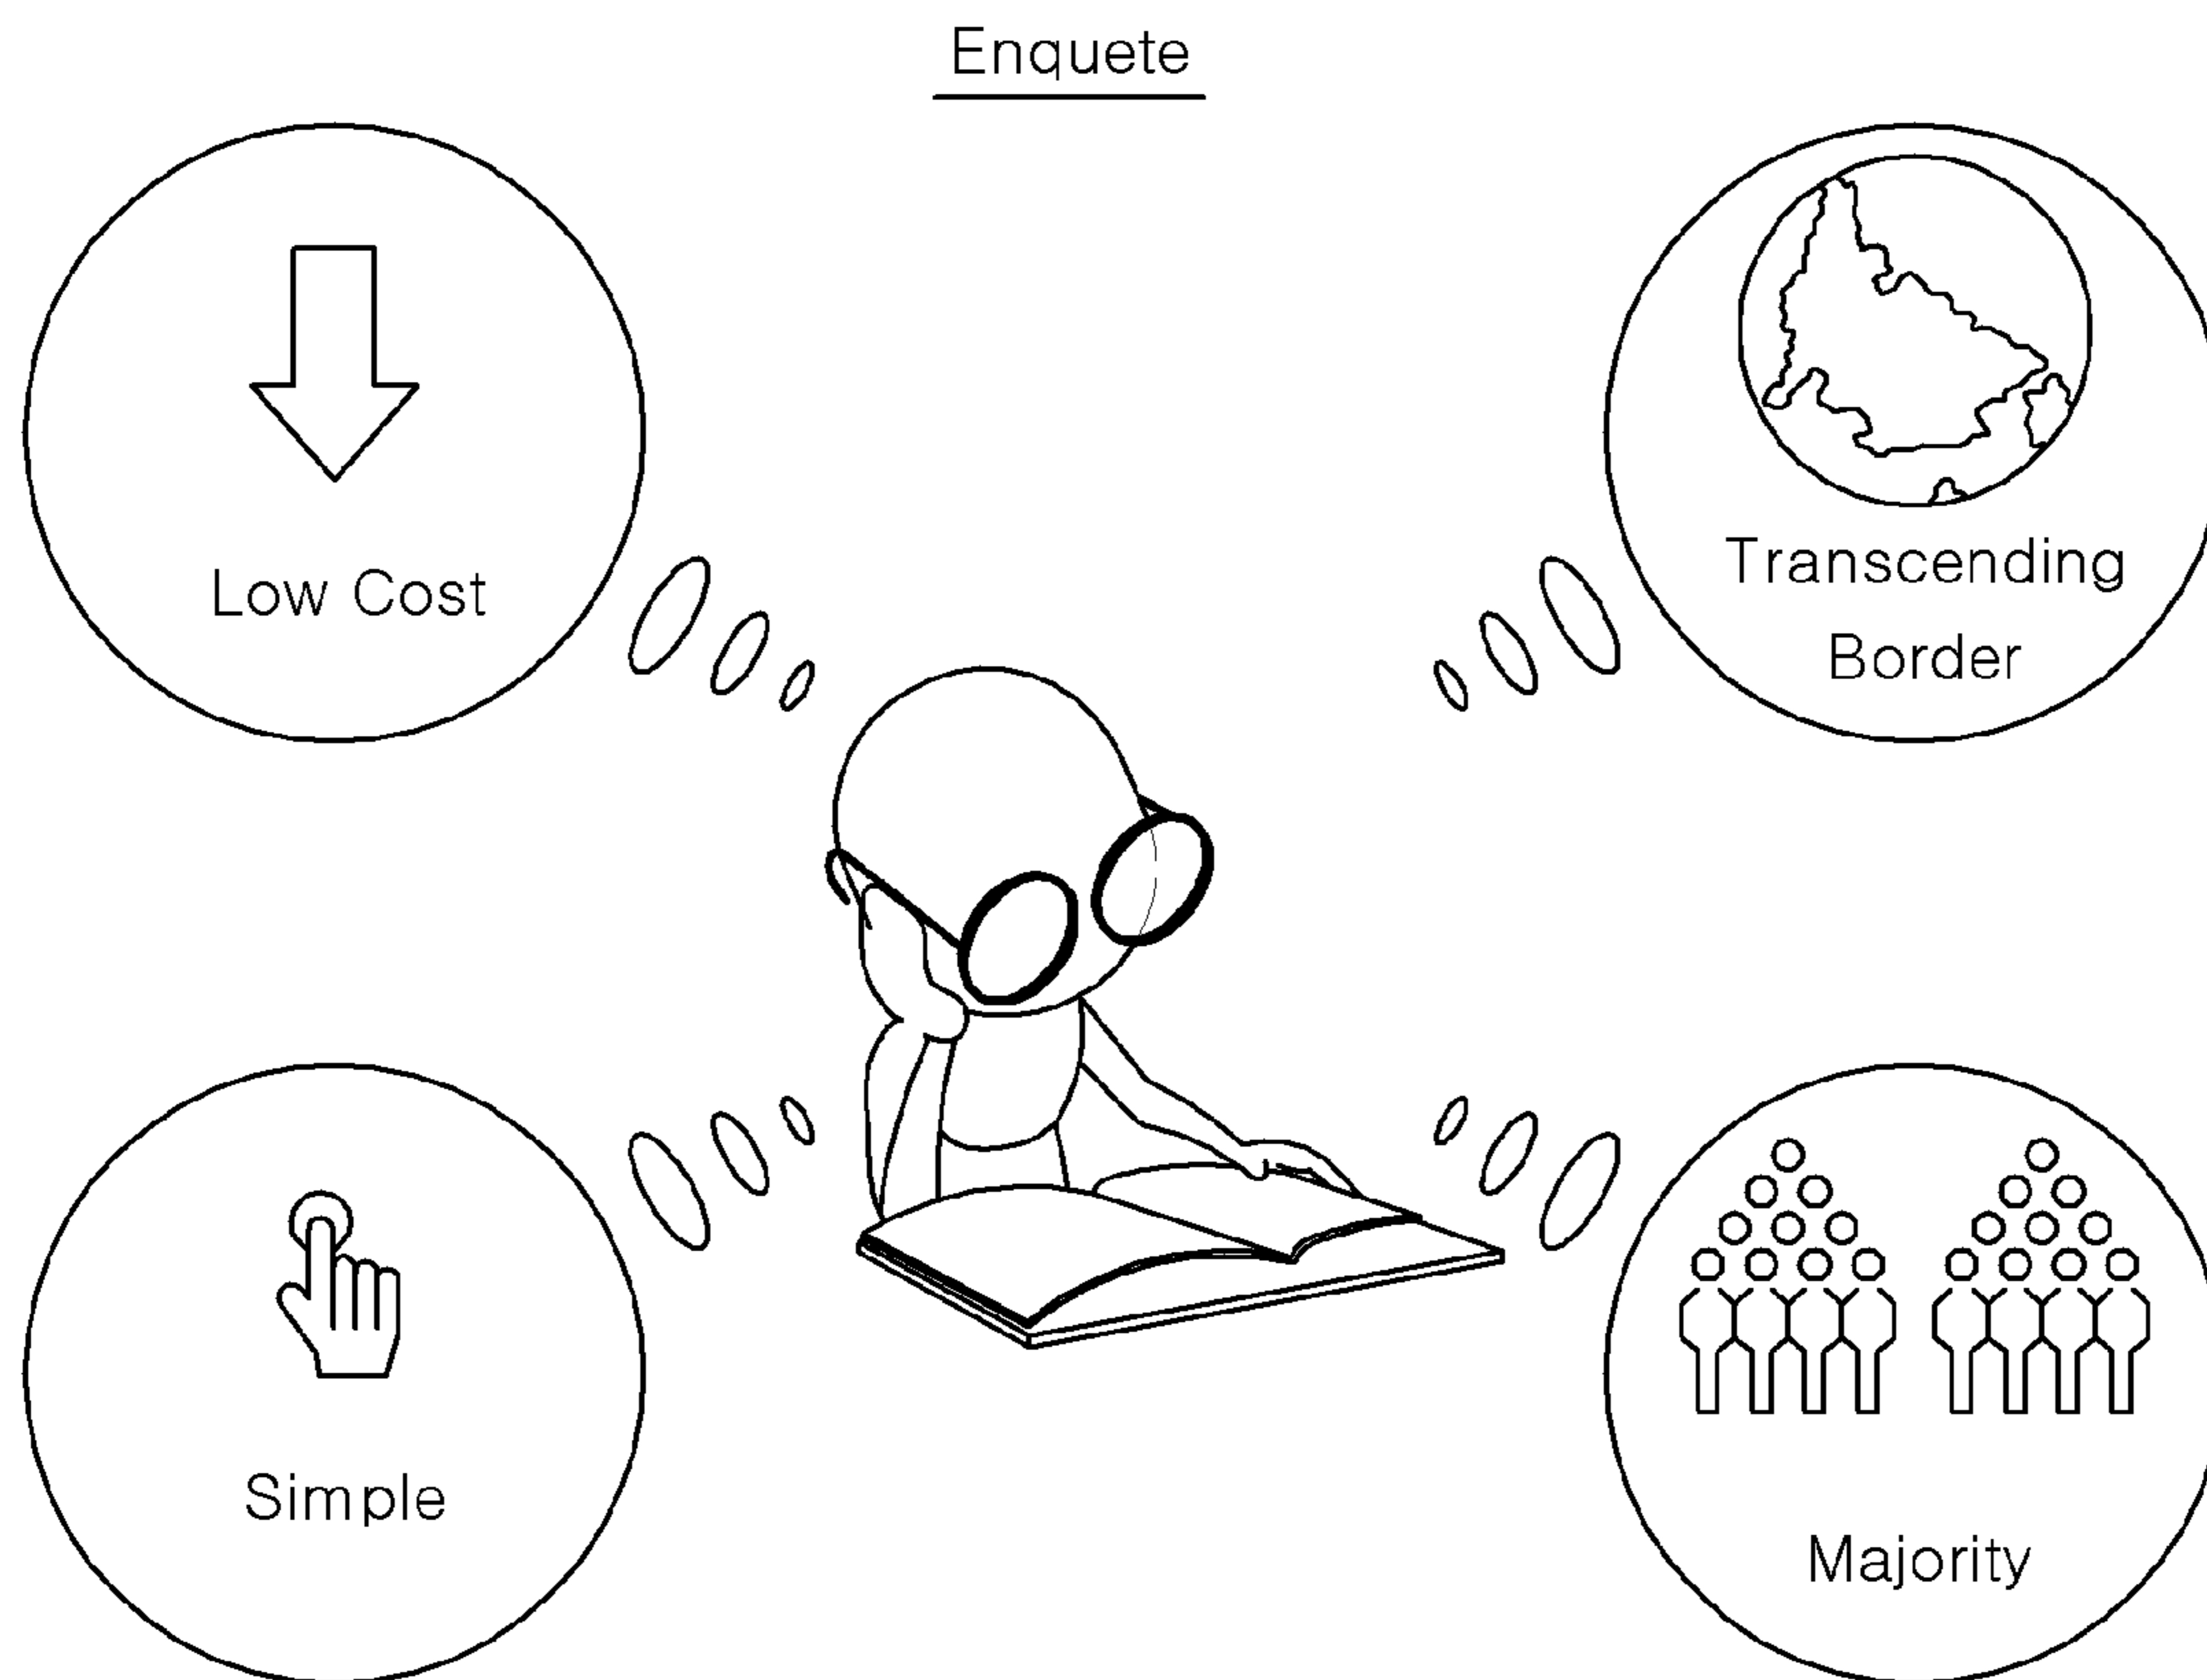 Enquete
Low Cost
Transcending
Border
Simple
Majority